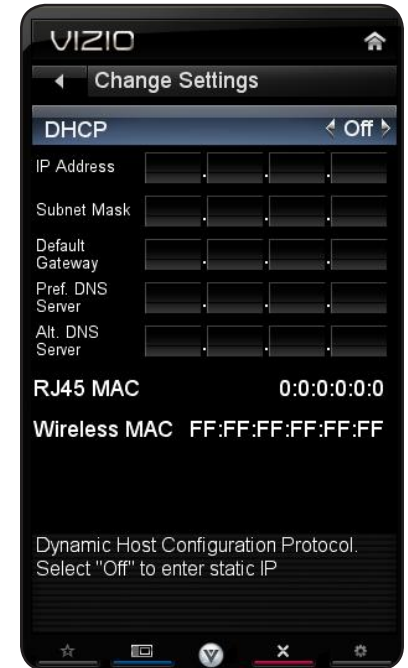 VIZIO
Change Settings
DHCP Off
IP Address . . .
Subnet Mask . . .
Default
Gateway . . .
Pref. DNS
Server . . .
Alt. DNS
Server . . .
RJ45 MAC 0:0:0:0:0:0
Wireless MAC FF:FF:FF:FF:FF:FF
Dynamic Host Configuration Protocol.
Select "Off" to enter static IP
V